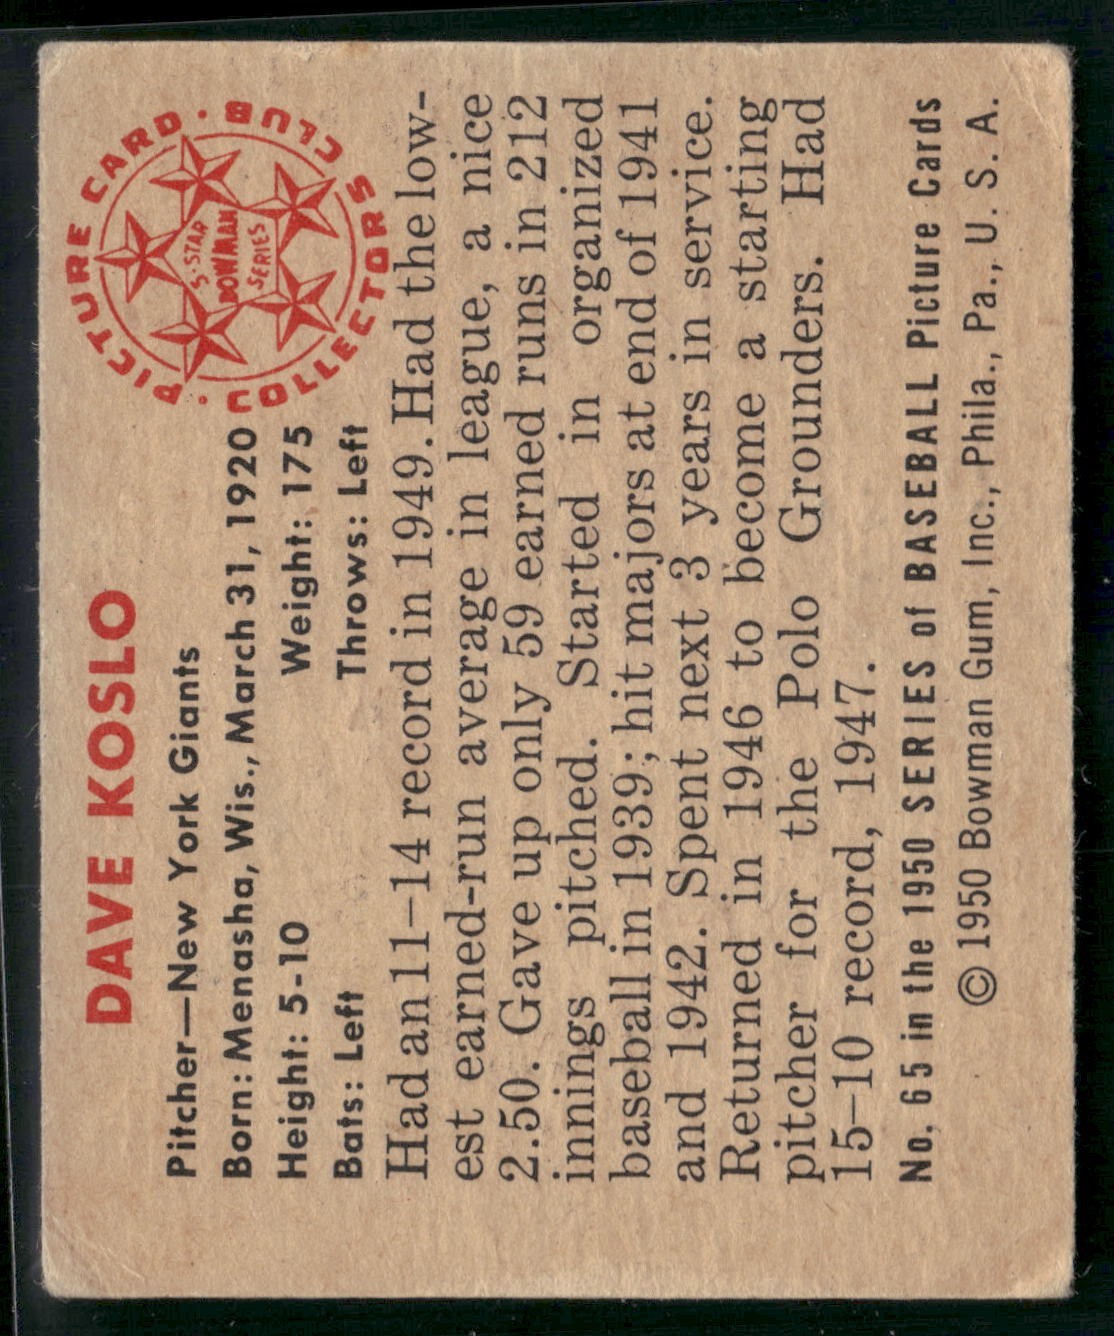 DAVE KOSLO
Pitcher—New York Giants
Born: Menasha, Wis., March 31, 1920
Height: 5-10 Weight: 175
Bats: Left Throws: Left
PICTURE CARD · CLUB
COLLECTORS ·
5-STAR
BOWMAN
SERIES
Had an 11-14 record in 1949. Had the low-
est earned-run average in league, a nice
2.50. Gave up only 59 earned runs in 212
innings pitched. Started in organized
baseball in 1939; hit majors at end of 1941
and 1942. Spent next 3 years in service.
Returned in 1946 to become a starting
pitcher for the Polo Grounders. Had
15-10 record, 1947.
No. 65 in the 1950 SERIES of BASEBALL Picture Cards
© 1950 Bowman Gum, Inc., Phila., Pa., U. S. A.